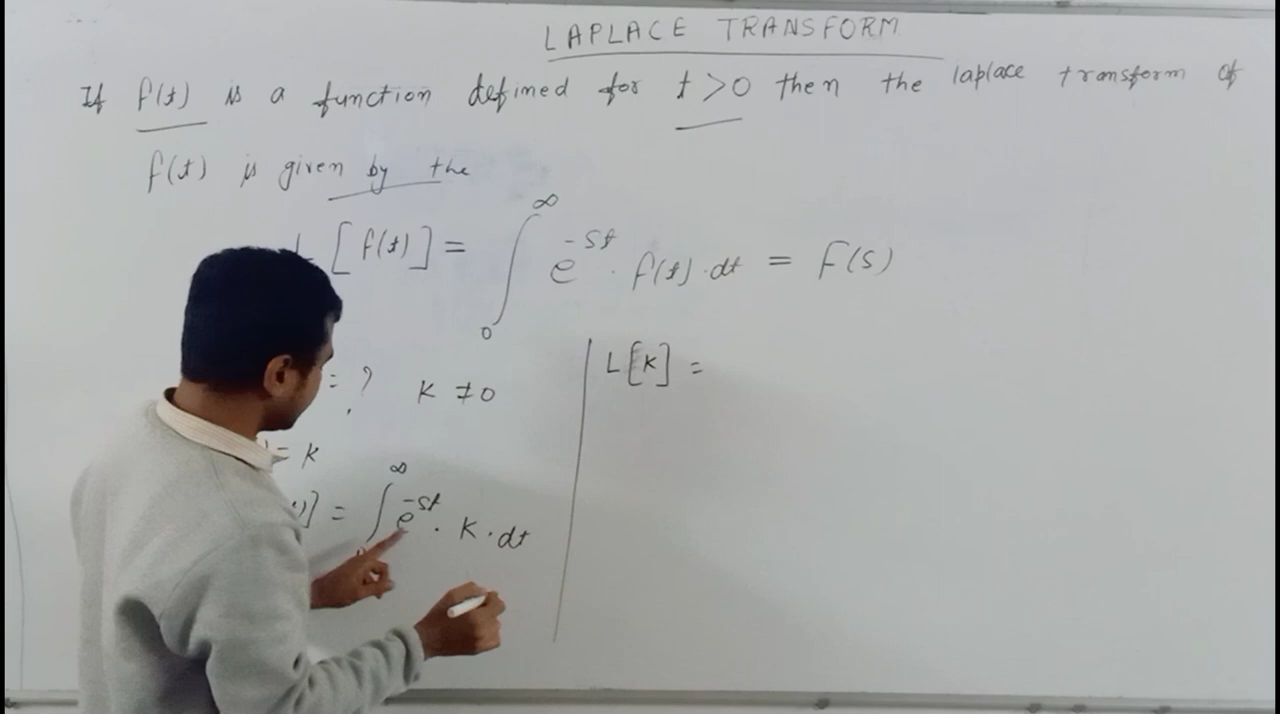 LAPLACE TRANSFORM
If f(t) is a function defined for t > 0 then the laplace transform of
f(t) is given by the
L [f(t)] = ∫₀^∞ e^{-st} . f(t) . dt = F(s)
= ? K ≠ 0
= K
] = ∫^∞ e^{-st} . K . dt
L[K] =